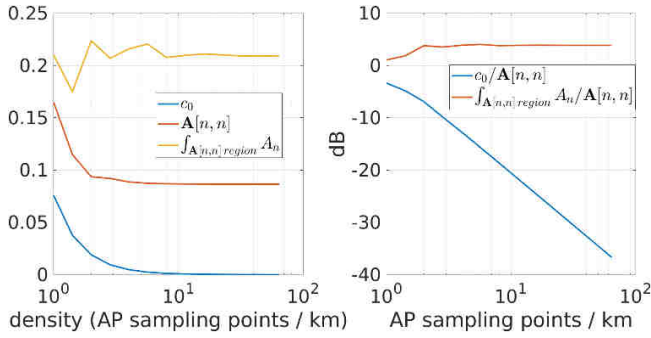 0.25
0.2
0.15
0.1
0.05
0
10^0
10^1
10^2
density (AP sampling points / km)
c_0
A[n, n]
∫_{A[n,n] region} A_n
10
0
-10
-20
-30
-40
dB
10^0
10^1
10^2
AP sampling points / km
c_0/A[n, n]
∫_{A[n,n] region} A_n/A[n, n]